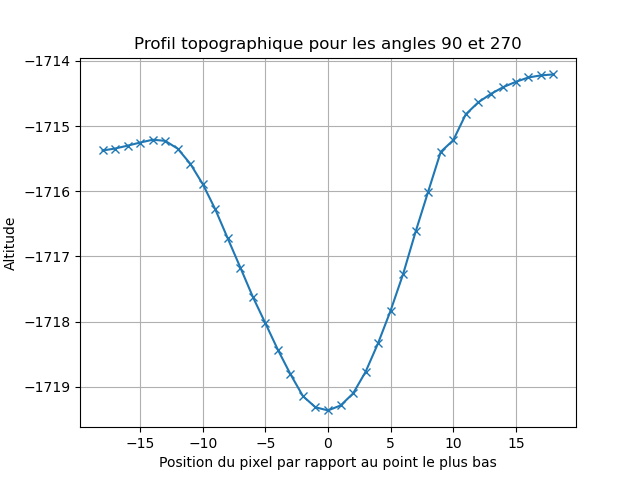 Profil topographique pour les angles 90 et 270
−1714
−1715
−1716
−1717
−1718
−1719
Altitude
−15 −10 −5 0 5 10 15
Position du pixel par rapport au point le plus bas